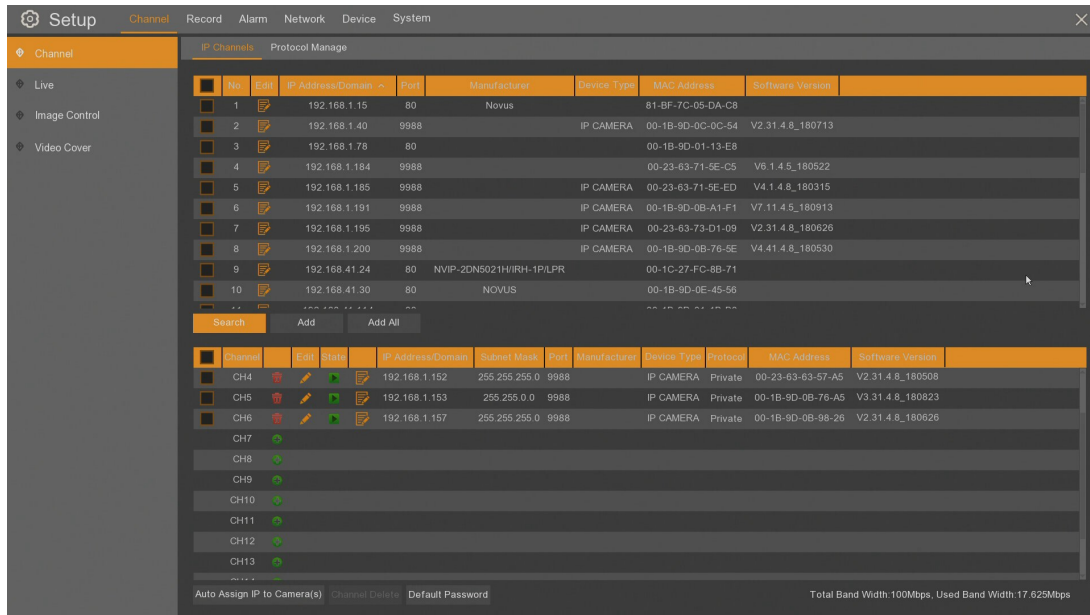 Setup Channel Record Alarm Network Device System
Channel
Live
Image Control
Video Cover
IP Channels Protocol Manage
No Edit IP Address/Domain Port Manufacturer Device Type MAC Address Software Version
1 192.168.1.15 80 Novus 81-BF-7C-05-DA-C8
2 192.168.1.40 9988 IP CAMERA 00-1B-9D-0C-0C-54 V2.31.4.8_180713
3 192.168.1.78 80 00-1B-9D-01-13-E8
4 192.168.1.184 9988 00-23-63-71-5E-C5 V6.1.4.5_180522
5 192.168.1.185 9988 IP CAMERA 00-23-63-71-5E-ED V4.1.4.8_180315
6 192.168.1.191 9988 IP CAMERA 00-1B-9D-0B-A1-F1 V7.11.4.5_180913
7 192.168.1.195 9988 IP CAMERA 00-23-63-73-D1-09 V2.31.4.8_180626
8 192.168.1.200 9988 IP CAMERA 00-1B-9D-0B-76-5E V4.41.4.8_180530
9 192.168.41.24 80 NVIP-2DN5021H/IRH-1P/LPR 00-1C-27-FC-8B-71
10 192.168.41.30 80 NOVUS 00-1B-9D-0E-45-56
Search Add Add All
Channel Edit State IP Address/Domain Subnet Mask Port Manufacturer Device Type Protocol MAC Address Software Version
CH4 192.168.1.152 255.255.255.0 9988 IP CAMERA Private 00-23-63-63-57-A5 V2.31.4.8_180508
CH5 192.168.1.153 255.255.0.0 9988 IP CAMERA Private 00-1B-9D-0B-76-A5 V3.31.4.8_180823
CH6 192.168.1.157 255.255.255.0 9988 IP CAMERA Private 00-1B-9D-0B-98-26 V2.31.4.8_180626
CH7
CH8
CH9
CH10
CH11
CH12
CH13
Auto Assign IP to Camera(s) Channel Delete Default Password Total Band Width:100Mbps, Used Band Width:17.625Mbps